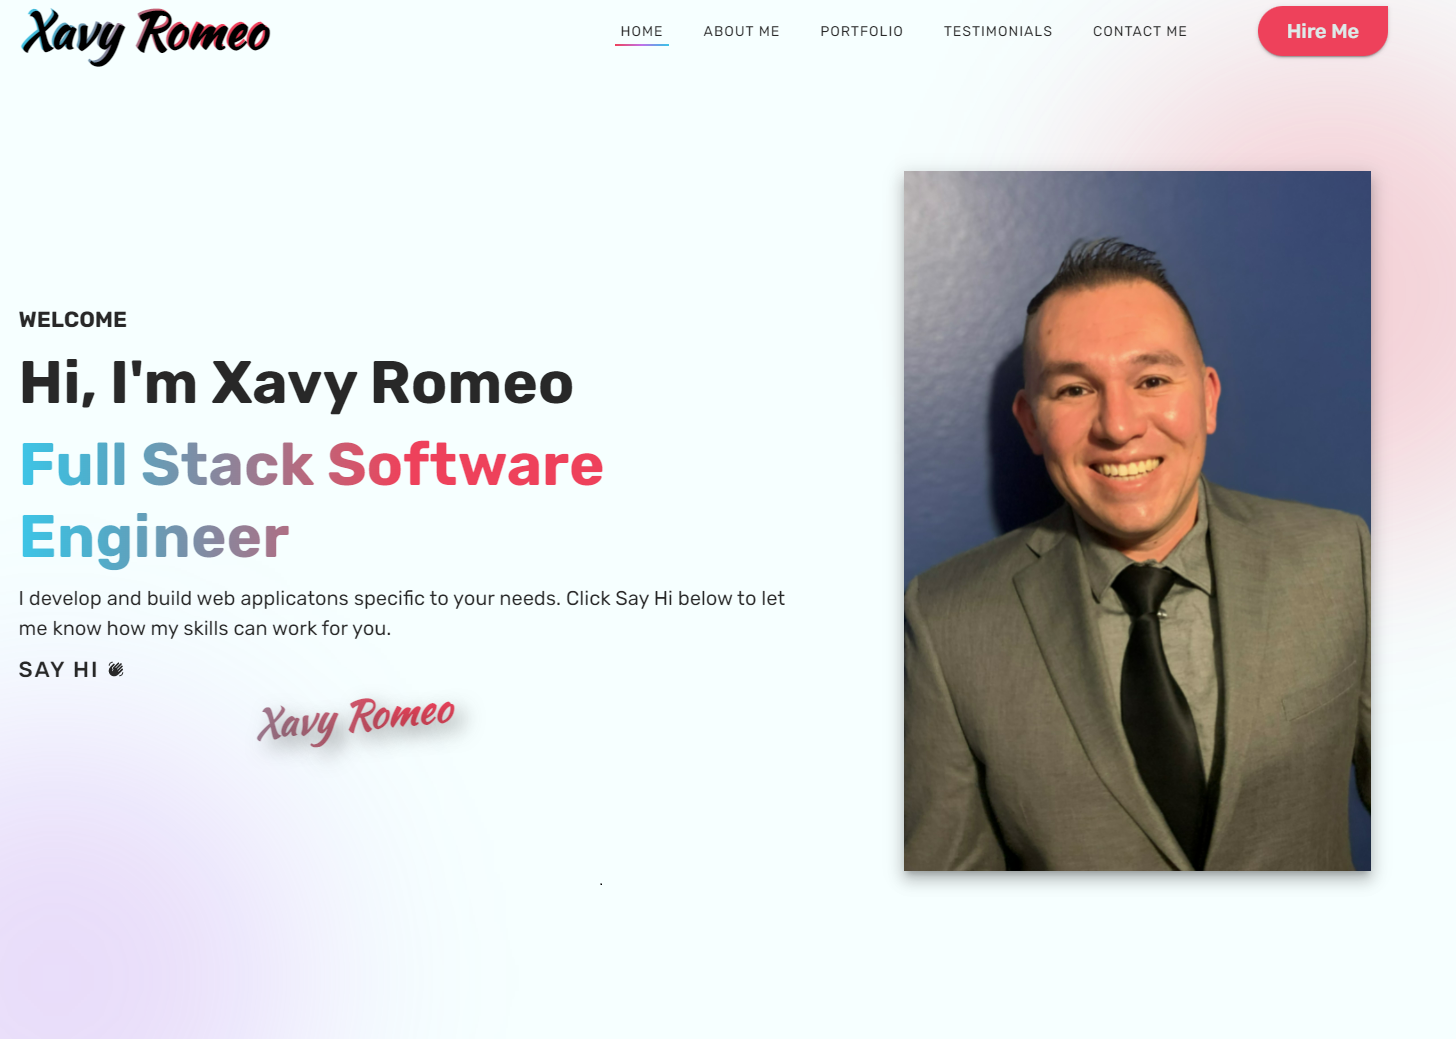 Xavy Romeo
HOME ABOUT ME PORTFOLIO TESTIMONIALS CONTACT ME Hire Me
WELCOME
Hi, I'm Xavy Romeo
Full Stack Software
Engineer
I develop and build web applicatons specific to your needs. Click Say Hi below to let
me know how my skills can work for you.
SAY HI 👋
Xavy Romeo
.